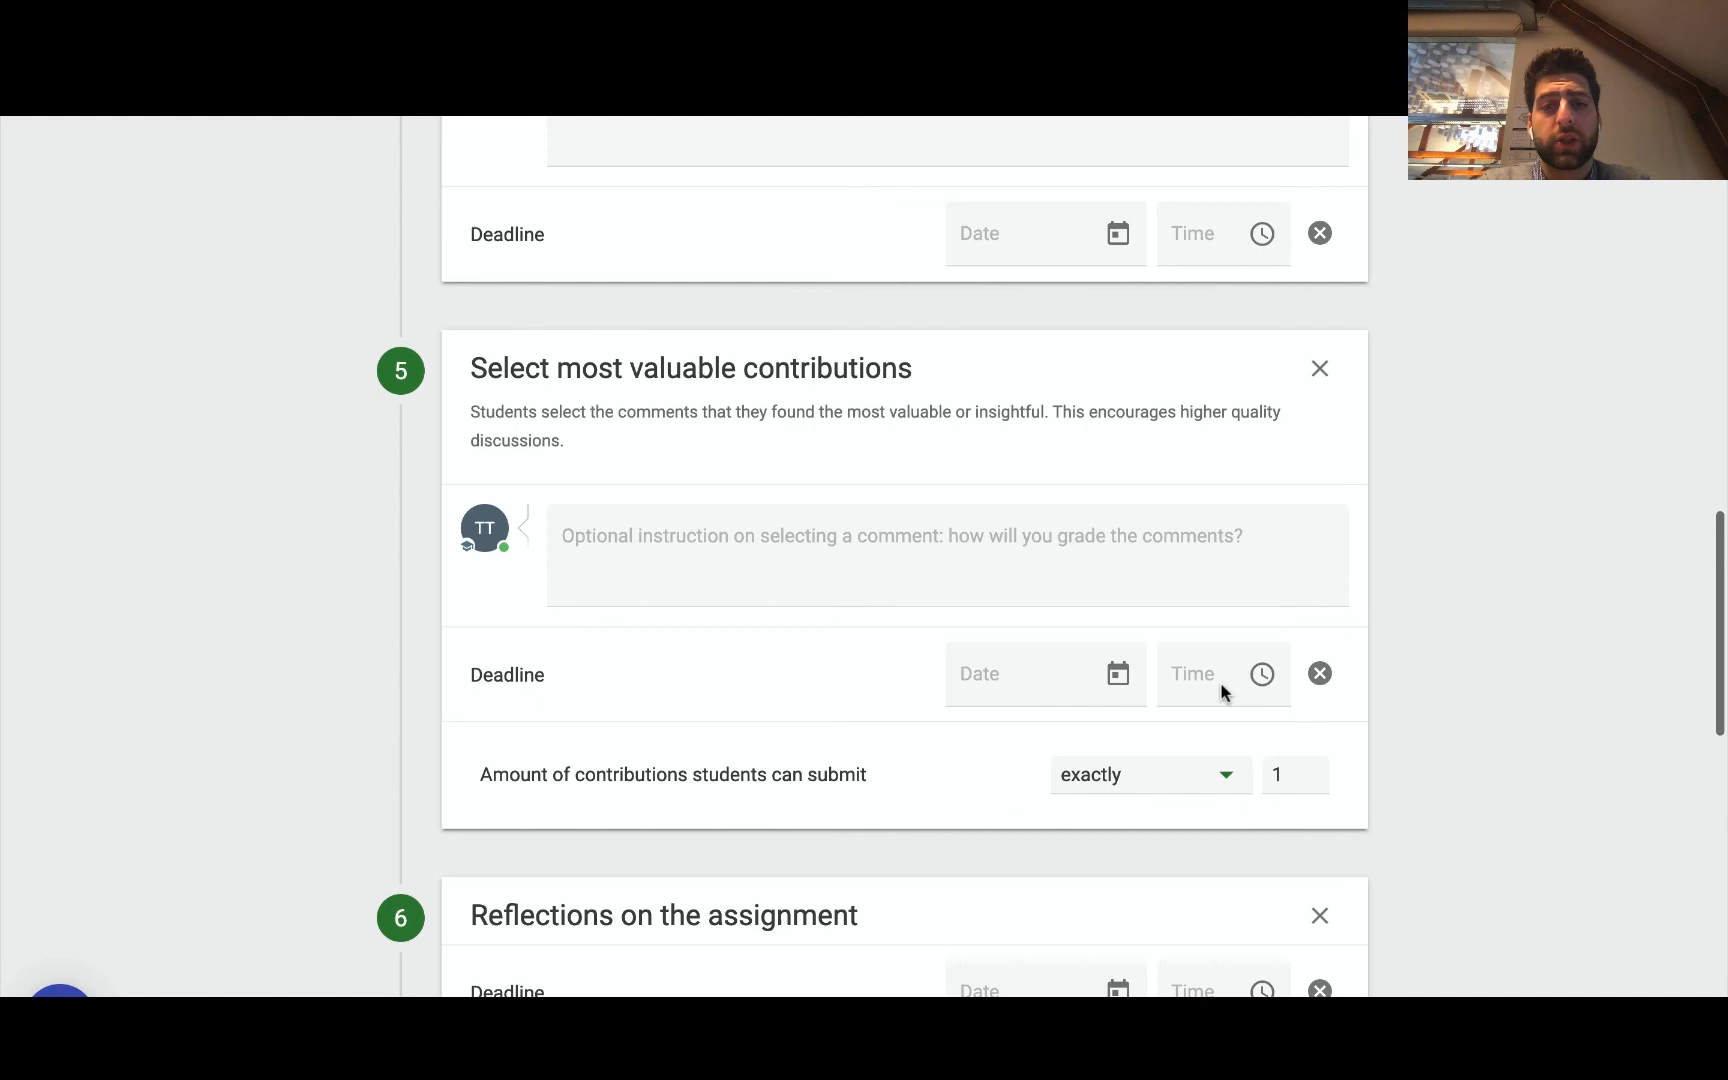 Deadline
Date
Time
5
Select most valuable contributions
Students select the comments that they found the most valuable or insightful. This encourages higher quality
discussions.
TT
Optional instruction on selecting a comment: how will you grade the comments?
Deadline
Date
Time
Amount of contributions students can submit
exactly
1
6
Reflections on the assignment
Deadline
Date
Time